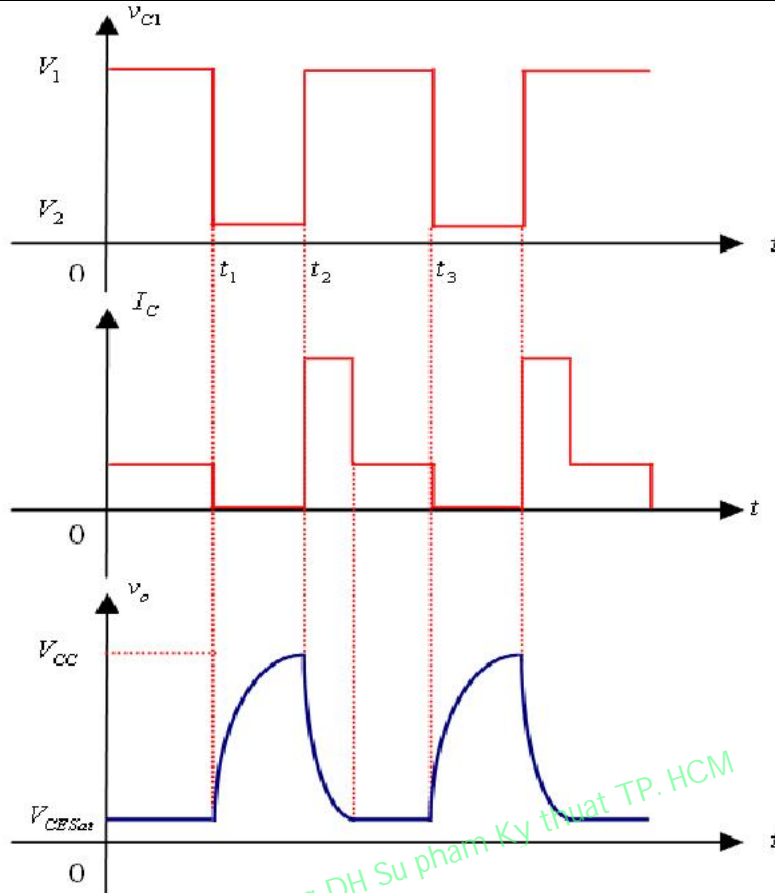 v_C1
V_1
V_2
0
t_1
t_2
t_3
t
I_C
0
t
v_o
V_CC
V_CESat
0
t
DH Su pham Ky thuat TP. HCM